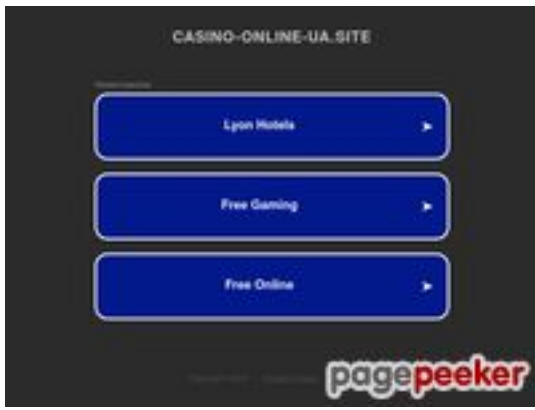 CASINO-ONLINE-UA.SITE
Lyon Hotels
Free Gaming
Free Online
pagepeeker